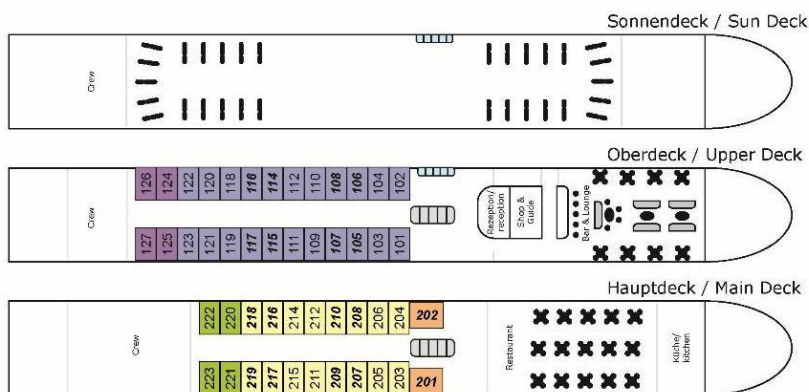 Sonnendeck / Sun Deck
Crew
Oberdeck / Upper Deck
126 124 122 120 118 116 114 112 110 108 106 104 102
Crew
Rezeption/
reception
Shop &
Guide
Bar & Lounge
127 125 123 121 119 117 115 111 109 107 105 103 101
Hauptdeck / Main Deck
222 220 218 216 214 212 210 208 206 204 202
Crew
Restaurant
Küche/
kitchen
223 221 219 217 215 211 209 207 205 203 201